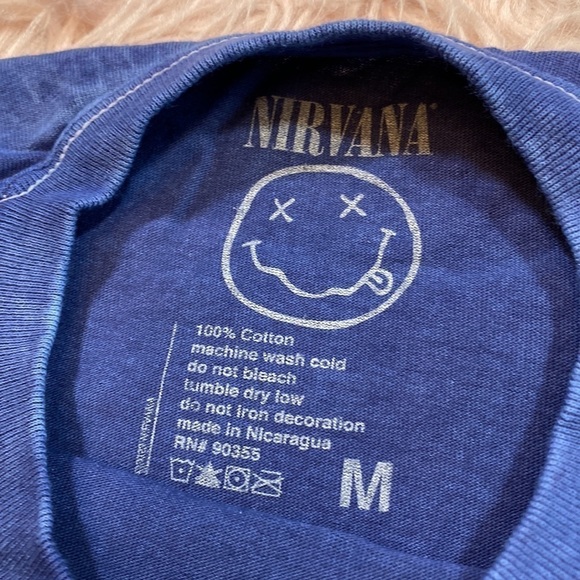 NIRVANA®
100% Cotton
machine wash cold
do not bleach
tumble dry low
do not iron decoration
made in Nicaragua
RN# 90355
M